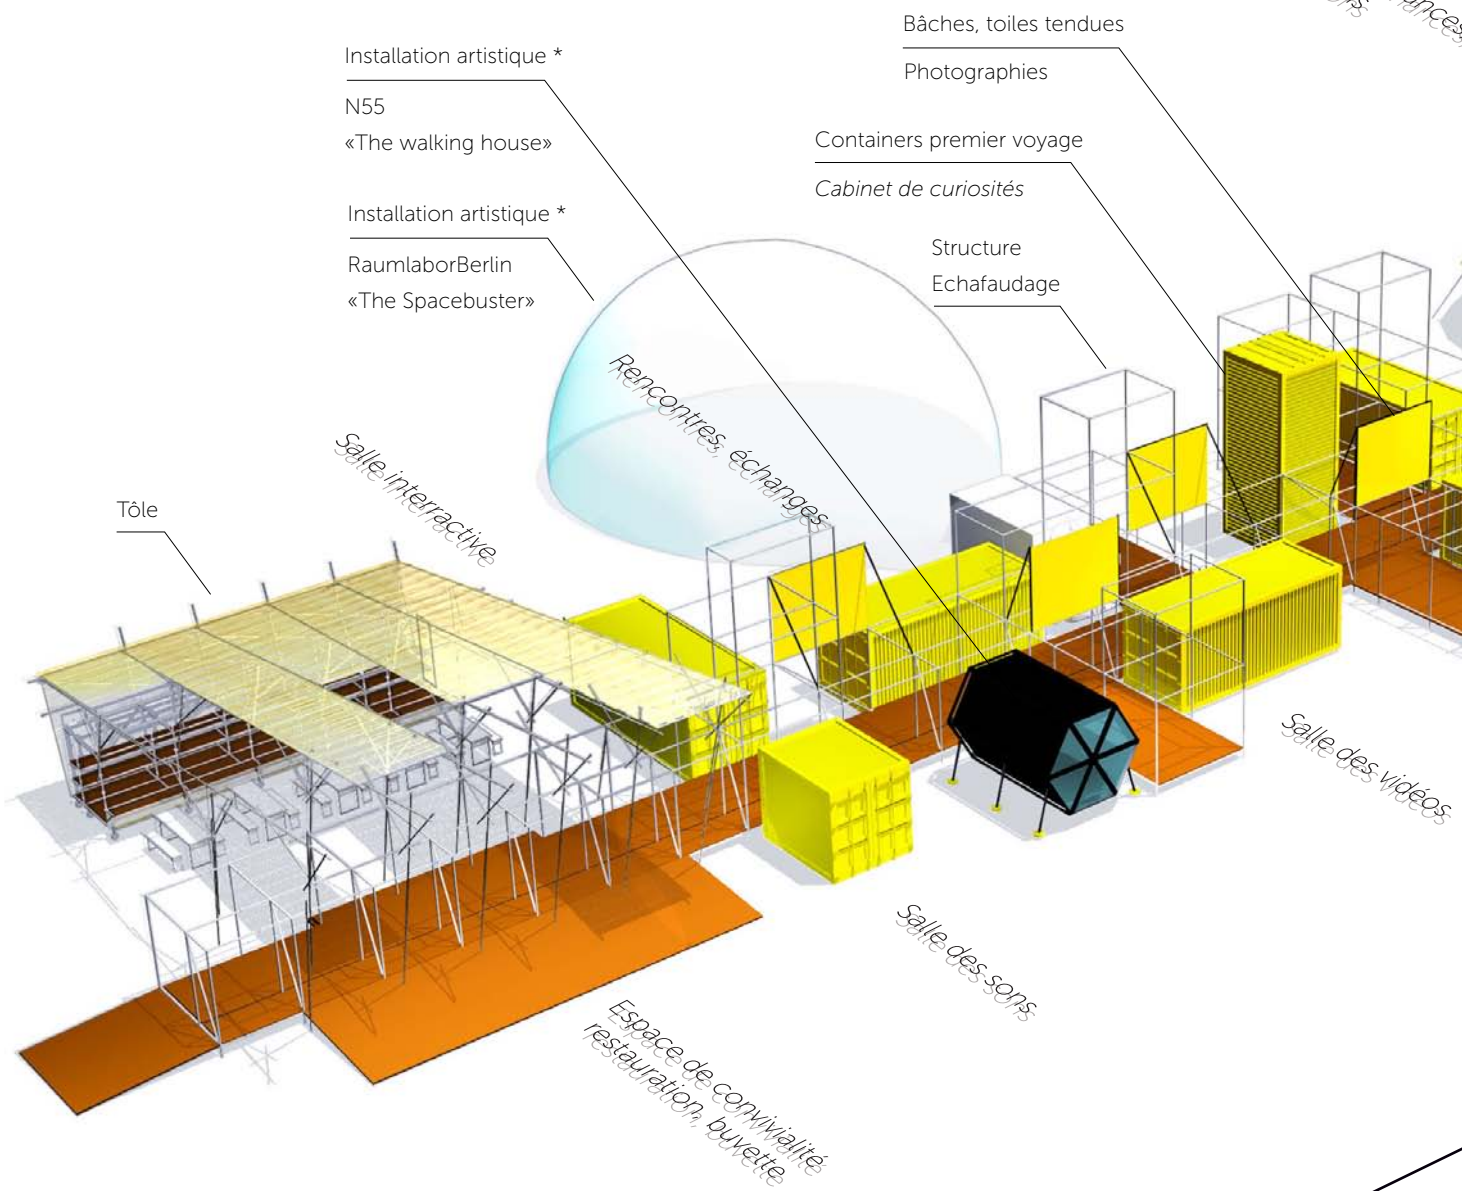 Bâches, toiles tendues
Photographies
Installation artistique *
N55
«The walking house»
Containers premier voyage
Cabinet de curiosités
Installation artistique *
RaumlaborBerlin
«The Spacebuster»
Structure
Echafaudage
Rencontres, échanges
Salle interractive
Tôle
Salle des vidéos
Salle des sons
Espace de convivialité
restauration, buvette